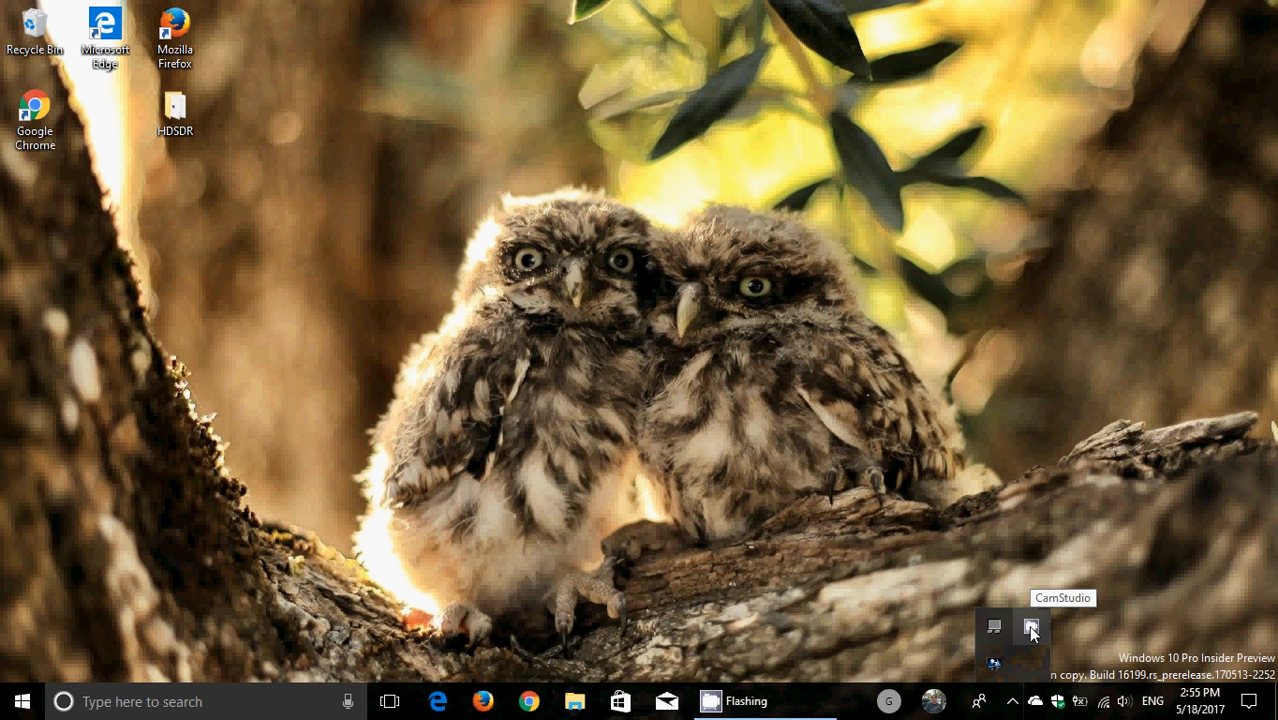 Recycle Bin
Microsoft
Edge
Mozilla
Firefox
Google
Chrome
HDSDR
CamStudio
Windows 10 Pro Insider Preview
n copy. Build 16199.rs_prerelease.170513-2252
Type here to search
Flashing
G
ENG
2:55 PM
5/18/2017